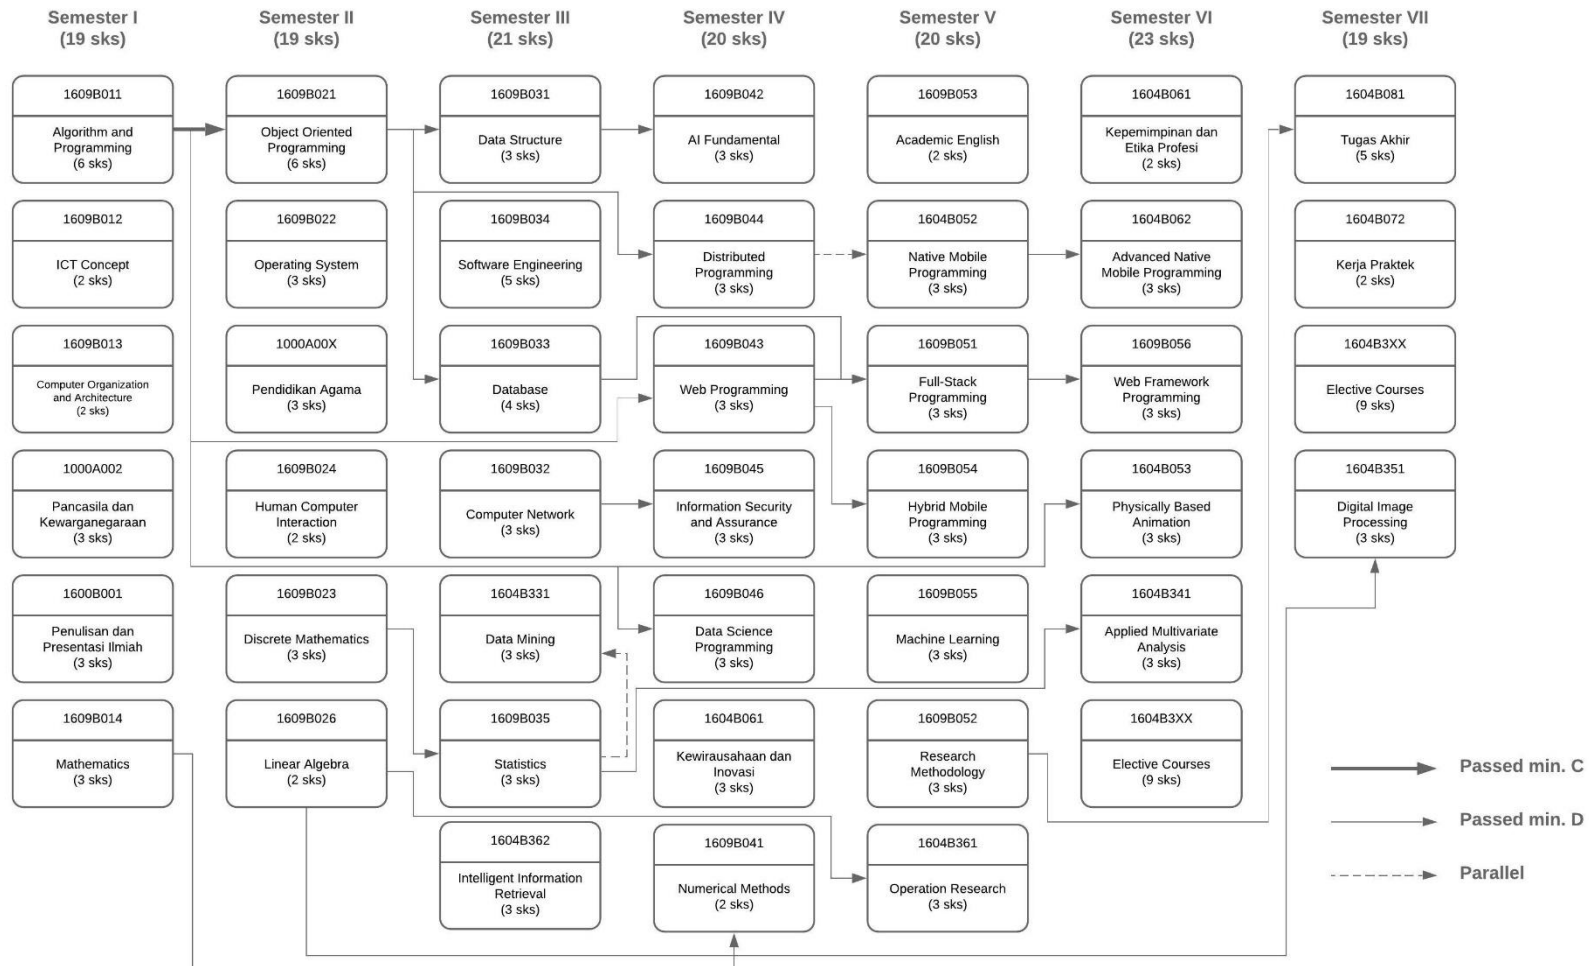 Semester I
(19 sks)
Semester II
(19 sks)
Semester III
(21 sks)
Semester IV
(20 sks)
Semester V
(20 sks)
Semester VI
(23 sks)
Semester VII
(19 sks)
1609B011
Algorithm and
Programming
(6 sks)
1609B021
Object Oriented
Programming
(6 sks)
1609B031
Data Structure
(3 sks)
1609B042
AI Fundamental
(3 sks)
1609B053
Academic English
(2 sks)
1604B061
Kepemimpinan dan
Etika Profesi
(2 sks)
1604B081
Tugas Akhir
(5 sks)
1609B012
ICT Concept
(2 sks)
1609B022
Operating System
(3 sks)
1609B034
Software Engineering
(5 sks)
1609B044
Distributed
Programming
(3 sks)
1604B052
Native Mobile
Programming
(3 sks)
1604B062
Advanced Native
Mobile Programming
(3 sks)
1604B072
Kerja Praktek
(2 sks)
1609B013
Computer Organization
and Architecture
(2 sks)
1000A00X
Pendidikan Agama
(3 sks)
1609B033
Database
(4 sks)
1609B043
Web Programming
(3 sks)
1609B051
Full-Stack
Programming
(3 sks)
1609B056
Web Framework
Programming
(3 sks)
1604B3XX
Elective Courses
(9 sks)
1000A002
Pancasila dan
Kewarganegaraan
(3 sks)
1609B024
Human Computer
Interaction
(2 sks)
1609B032
Computer Network
(3 sks)
1609B045
Information Security
and Assurance
(3 sks)
1609B054
Hybrid Mobile
Programming
(3 sks)
1604B053
Physically Based
Animation
(3 sks)
1604B351
Digital Image
Processing
(3 sks)
1600B001
Penulisan dan
Presentasi Ilmiah
(3 sks)
1609B023
Discrete Mathematics
(3 sks)
1604B331
Data Mining
(3 sks)
1609B046
Data Science
Programming
(3 sks)
1609B055
Machine Learning
(3 sks)
1604B341
Applied Multivariate
Analysis
(3 sks)
1609B014
Mathematics
(3 sks)
1609B026
Linear Algebra
(2 sks)
1609B035
Statistics
(3 sks)
1604B061
Kewirausahaan dan
Inovasi
(3 sks)
1609B052
Research
Methodology
(3 sks)
1604B3XX
Elective Courses
(9 sks)
1604B362
Intelligent Information
Retrieval
(3 sks)
1609B041
Numerical Methods
(2 sks)
1604B361
Operation Research
(3 sks)
Passed min. C
Passed min. D
Parallel